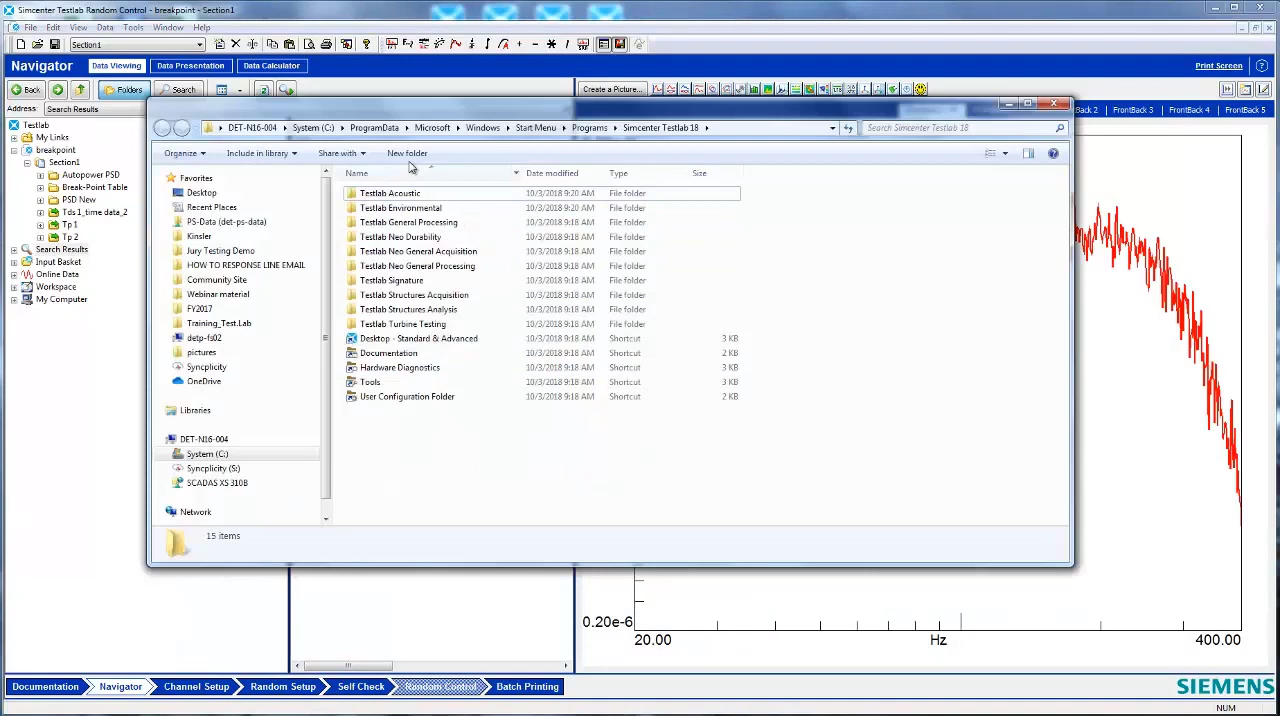 Simcenter Testlab Random Control - breakpoint - Section1
File Edit View Data Tools Window Help
Section1
Navigator Data Viewing Data Presentation Data Calculator Print Screen
Back Folders Search Create a Picture...
Address: Search Results
Back 2 FrontBack 3 FrontBack 4 FrontBack 5
Testlab
My Links
breakpoint
Section1
Autopower PSD
Break-Point Table
PSD New
Tds 1_time data_2
Tp 1
Tp 2
Search Results
Input Basket
Online Data
Workspace
My Computer
DET-N16-004 System (C:) ProgramData Microsoft Windows Start Menu Programs Simcenter Testlab 18 Search Simcenter Testlab 18
Organize Include in library Share with New folder
Favorites
Desktop
Recent Places
PS-Data (det-ps-data)
Kinsler
Jury Testing Demo
HOW TO RESPONSE LINE EMAIL
Community Site
Webinar material
FY2017
Training_Test.Lab
detp-fs02
pictures
Syncplicity
OneDrive
Libraries
DET-N16-004
System (C:)
Syncplicity (S:)
SCADAS XS 310B
Network
Name Date modified Type Size
Testlab Acoustic 10/3/2018 9:20 AM File folder
Testlab Environmental 10/3/2018 9:20 AM File folder
Testlab General Processing 10/3/2018 9:18 AM File folder
Testlab Neo Durability 10/3/2018 9:18 AM File folder
Testlab Neo General Acquisition 10/3/2018 9:18 AM File folder
Testlab Neo General Processing 10/3/2018 9:18 AM File folder
Testlab Signature 10/3/2018 9:18 AM File folder
Testlab Structures Acquisition 10/3/2018 9:18 AM File folder
Testlab Structures Analysis 10/3/2018 9:18 AM File folder
Testlab Turbine Testing 10/3/2018 9:18 AM File folder
Desktop - Standard & Advanced 10/3/2018 9:18 AM Shortcut 3 KB
Documentation 10/3/2018 9:18 AM Shortcut 2 KB
Hardware Diagnostics 10/3/2018 9:18 AM Shortcut 3 KB
Tools 10/3/2018 9:18 AM Shortcut 3 KB
User Configuration Folder 10/3/2018 9:18 AM Shortcut 2 KB
15 items
0.20e-6
20.00 Hz 400.00
Documentation Navigator Channel Setup Random Setup Self Check Random Control Batch Printing
SIEMENS
NUM